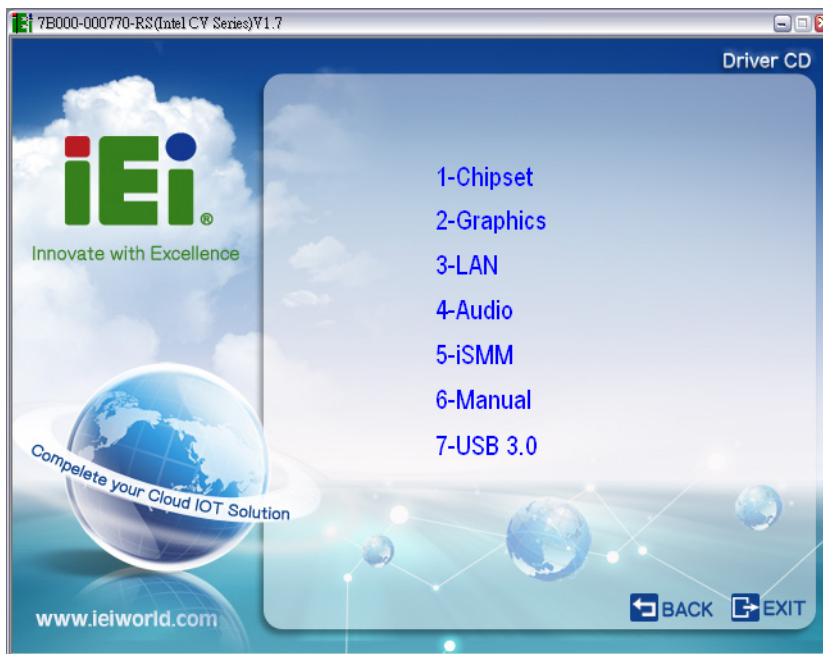 7B000-000770-RS(Intel CV Series)V1.7
Driver CD
iEi®
Innovate with Excellence
1-Chipset
2-Graphics
3-LAN
4-Audio
5-iSMM
6-Manual
7-USB 3.0
Compelete your Cloud IOT Solution
www.ieiworld.com
BACK
EXIT